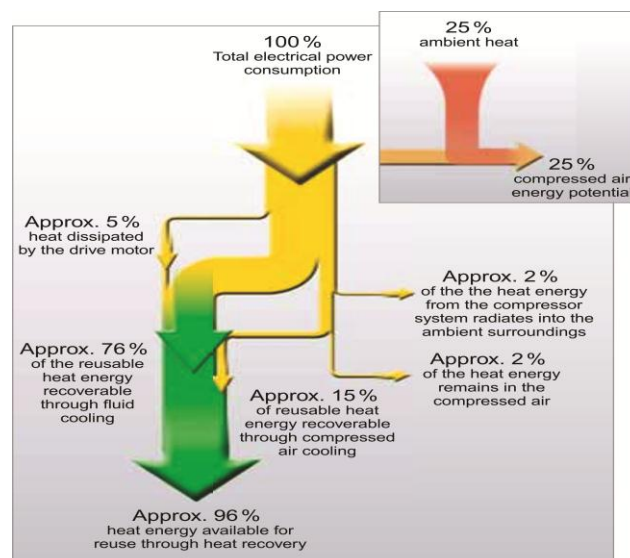 100 %
Total electrical power
consumption
25 %
ambient heat
25 %
compressed air
energy potential
Approx. 5 %
heat dissipated
by the drive motor
Approx. 2 %
of the the heat energy
from the compressor
system radiates into the
ambient surroundings
Approx. 76 %
of the reusable
heat energy
recoverable
through fluid
cooling
Approx. 15 %
of reusable heat
energy recoverable
through compressed
air cooling
Approx. 2 %
of the heat energy
remains in the
compressed air
Approx. 96 %
heat energy available for
reuse through heat recovery